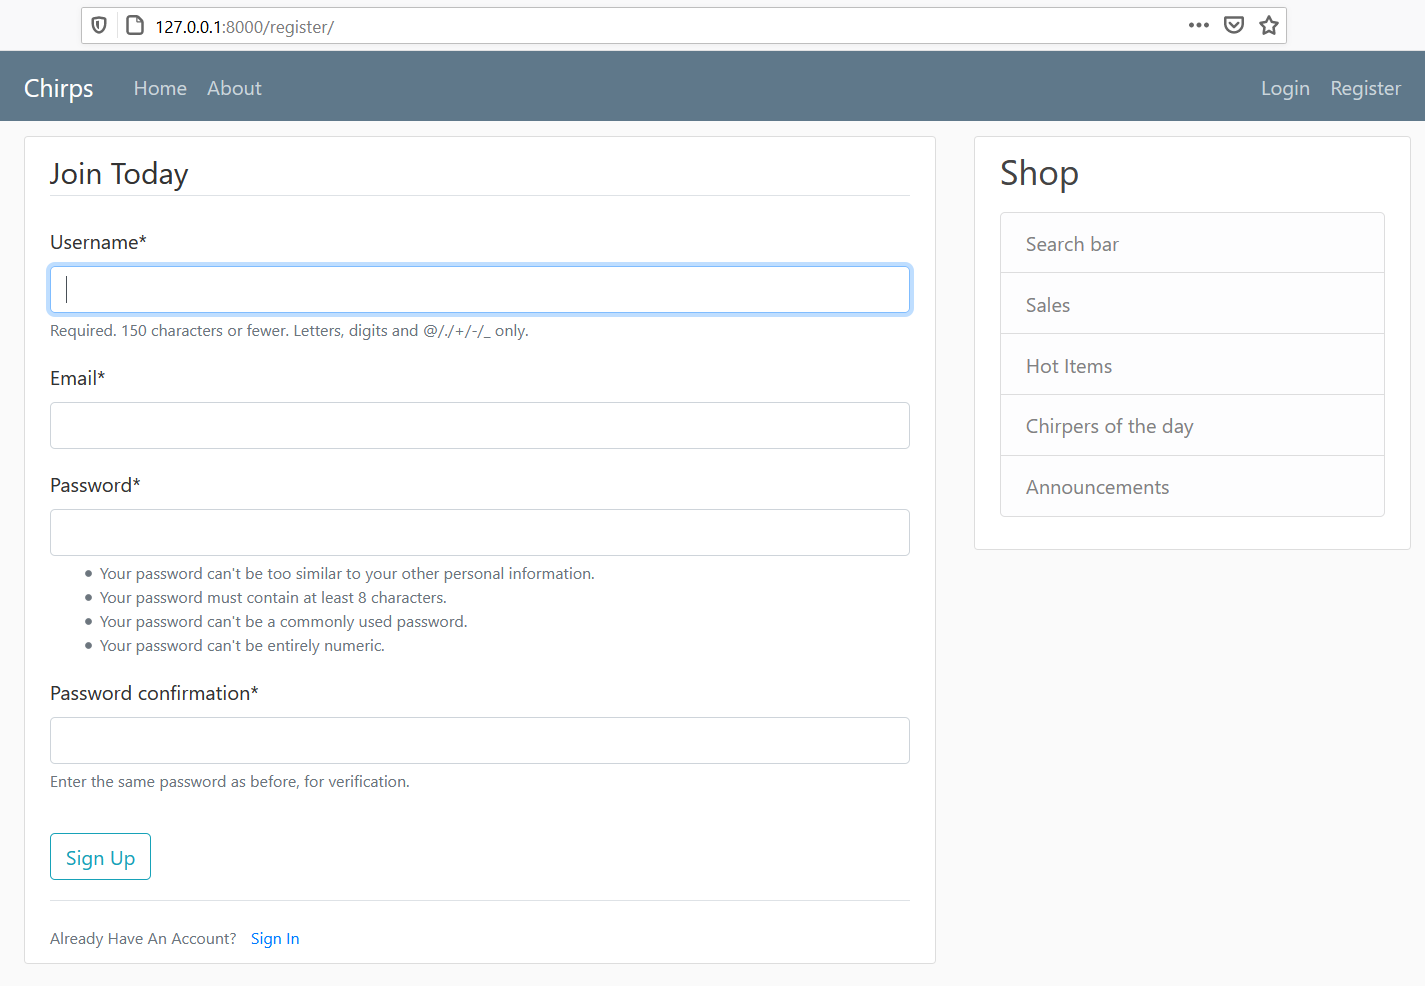 127.0.0.1:8000/register/
Chirps Home About Login Register
Join Today
Username*
Required. 150 characters or fewer. Letters, digits and @/./+/-/_ only.
Email*
Password*
Your password can't be too similar to your other personal information.
Your password must contain at least 8 characters.
Your password can't be a commonly used password.
Your password can't be entirely numeric.
Password confirmation*
Enter the same password as before, for verification.
Sign Up
Already Have An Account? Sign In
Shop
Search bar
Sales
Hot Items
Chirpers of the day
Announcements